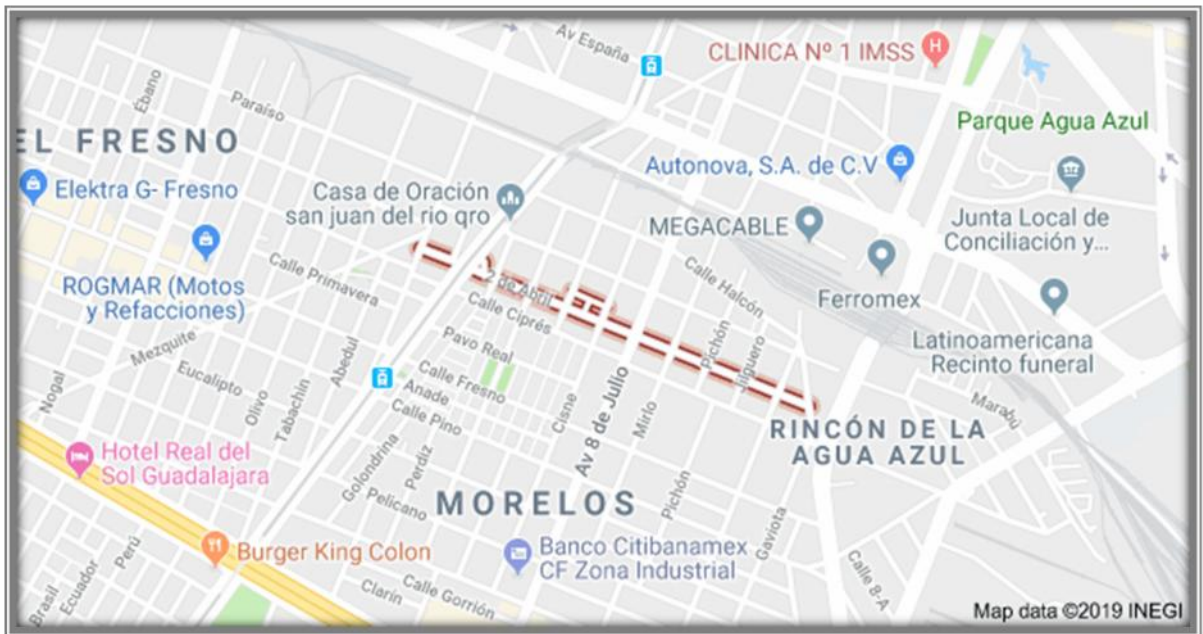 Av España
CLINICA Nº 1 IMSS
H
Ébano
Paraíso
Parque Agua Azul
EL FRESNO
Autonova, S.A. de C.V
Elektra G- Fresno
Casa de Oración
san juan del rio qro
MEGACABLE
Junta Local de
Conciliación y...
ROGMAR (Motos
y Refacciones)
Calle Primavera
2 de Abril
Calle Halcón
Ferromex
Calle Ciprés
Latinoamericana
Recinto funeral
Mezquite
Pavo Real
Pichón
Jilguero
Eucalipto
Abedul
Calle Fresno
Nogal
Olivo
Tabachín
Anade
Calle Pino
Cisne
Av 8 de Julio
Mirlo
Marabú
RINCÓN DE LA
AGUA AZUL
Hotel Real del
Sol Guadalajara
Golondrina
Perdiz
Pelicano
MORELOS
Pichón
Gaviota
Burger King Colon
Banco Citibanamex
CF Zona Industrial
Perú
Ecuador
Brasil
Clarín
Calle Gorrión
Calle 8-A
Map data ©2019 INEGI